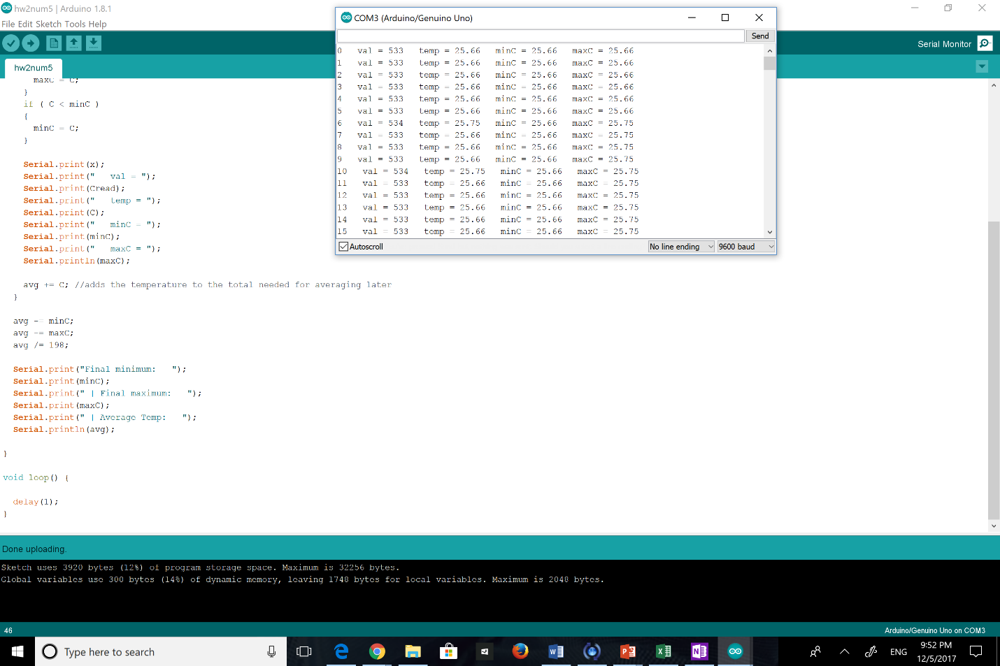 hw2num5 | Arduino 1.8.1
File Edit Sketch Tools Help
Serial Monitor
hw2num5
maxC = C;
}
if ( C < minC )
{
minC = C;
}
Serial.print(x);
Serial.print("   val = ");
Serial.print(Cread);
Serial.print("   temp = ");
Serial.print(C);
Serial.print("   minC = ");
Serial.print(minC);
Serial.print("   maxC = ");
Serial.println(maxC);
avg += C; //adds the temperature to the total needed for averaging later
}
avg -= minC;
avg -= maxC;
avg /= 198;
Serial.print("Final minimum:   ");
Serial.print(minC);
Serial.print(" | Final maximum:   ");
Serial.print(maxC);
Serial.print(" | Average Temp:   ");
Serial.println(avg);
}
void loop() {
delay(1);
}
COM3 (Arduino/Genuino Uno)
Send
0   val = 533   temp = 25.66   minC = 25.66   maxC = 25.66
1   val = 533   temp = 25.66   minC = 25.66   maxC = 25.66
2   val = 533   temp = 25.66   minC = 25.66   maxC = 25.66
3   val = 533   temp = 25.66   minC = 25.66   maxC = 25.66
4   val = 533   temp = 25.66   minC = 25.66   maxC = 25.66
5   val = 533   temp = 25.66   minC = 25.66   maxC = 25.66
6   val = 534   temp = 25.75   minC = 25.66   maxC = 25.75
7   val = 533   temp = 25.66   minC = 25.66   maxC = 25.75
8   val = 533   temp = 25.66   minC = 25.66   maxC = 25.75
9   val = 533   temp = 25.66   minC = 25.66   maxC = 25.75
10   val = 534   temp = 25.75   minC = 25.66   maxC = 25.75
11   val = 533   temp = 25.66   minC = 25.66   maxC = 25.75
12   val = 533   temp = 25.66   minC = 25.66   maxC = 25.75
13   val = 533   temp = 25.66   minC = 25.66   maxC = 25.75
14   val = 533   temp = 25.66   minC = 25.66   maxC = 25.75
15   val = 533   temp = 25.66   minC = 25.66   maxC = 25.75
Autoscroll
No line ending
9600 baud
Done uploading.
Sketch uses 3920 bytes (12%) of program storage space. Maximum is 32256 bytes.
Global variables use 300 bytes (14%) of dynamic memory, leaving 1748 bytes for local variables. Maximum is 2048 bytes.
46
Arduino/Genuino Uno on COM3
Type here to search
ENG
9:52 PM
12/5/2017